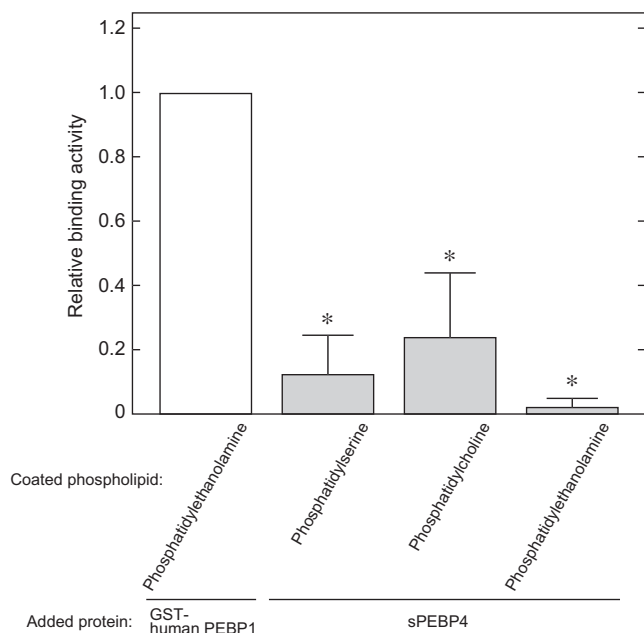 1.2
1.0
0.8
0.6
0.4
0.2
0
Relative binding activity
*
*
*
Coated phospholipid:
Phosphatidylethanolamine
Phosphatidylserine
Phosphatidylcholine
Phosphatidylethanolamine
Added protein:
GST-
human PEBP1
sPEBP4